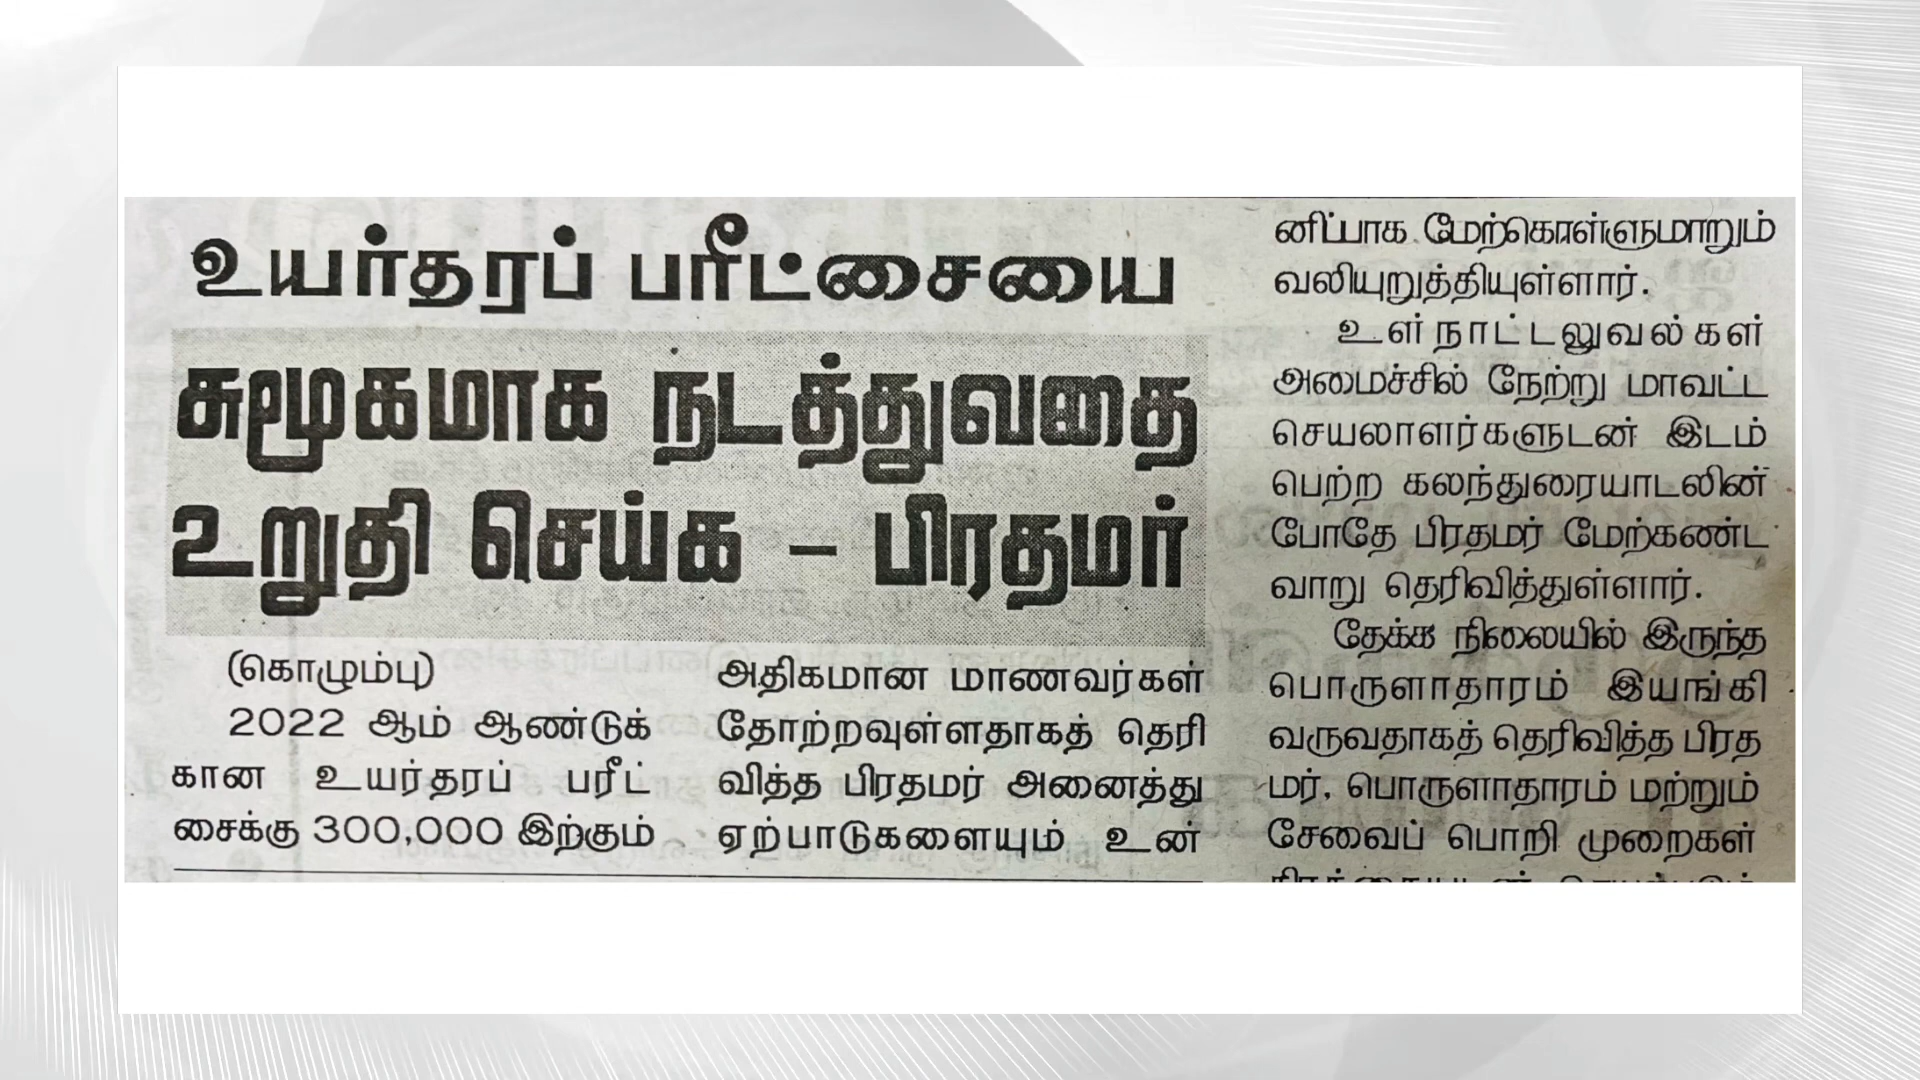 உயர்தரப் பரீட்சையை
சுமூகமாக நடத்துவதை
உறுதி செய்க – பிரதமர்
(கொழும்பு)
2022 ஆம் ஆண்டுக்
கான உயர்தரப் பரீட்
சைக்கு 300,000 இற்கும்
அதிகமான மாணவர்கள்
தோற்றவுள்ளதாகத் தெரி
வித்த பிரதமர் அனைத்து
ஏற்பாடுகளையும் உன்
னிப்பாக மேற்கொள்ளுமாறும்
வலியுறுத்தியுள்ளார்.
உள்நாட்டலுவல்கள்
அமைச்சில் நேற்று மாவட்ட
செயலாளர்களுடன் இடம்
பெற்ற கலந்துரையாடலின்
போதே பிரதமர் மேற்கண்ட
வாறு தெரிவித்துள்ளார்.
தேக்க நிலையில் இருந்த
பொருளாதாரம் இயங்கி
வருவதாகத் தெரிவித்த பிரத
மர், பொருளாதாரம் மற்றும்
சேவைப் பொறி முறைகள்